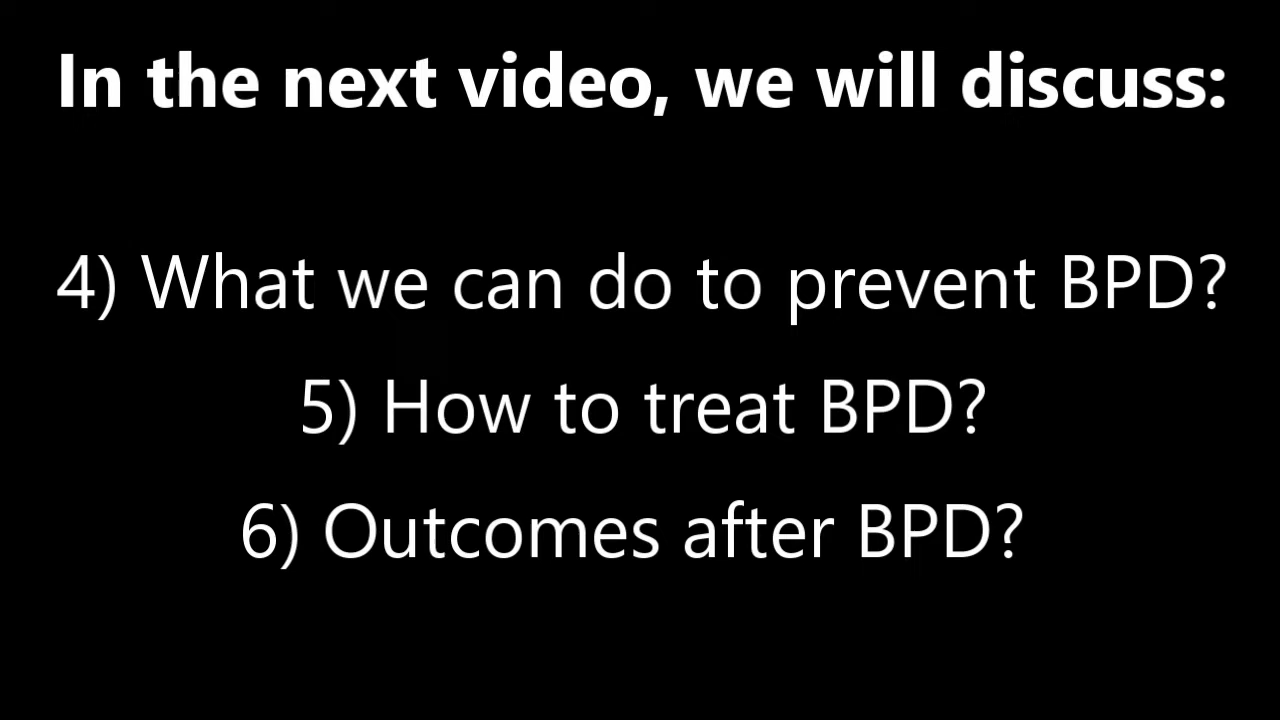 In the next video, we will discuss:
4) What we can do to prevent BPD?
5) How to treat BPD?
6) Outcomes after BPD?